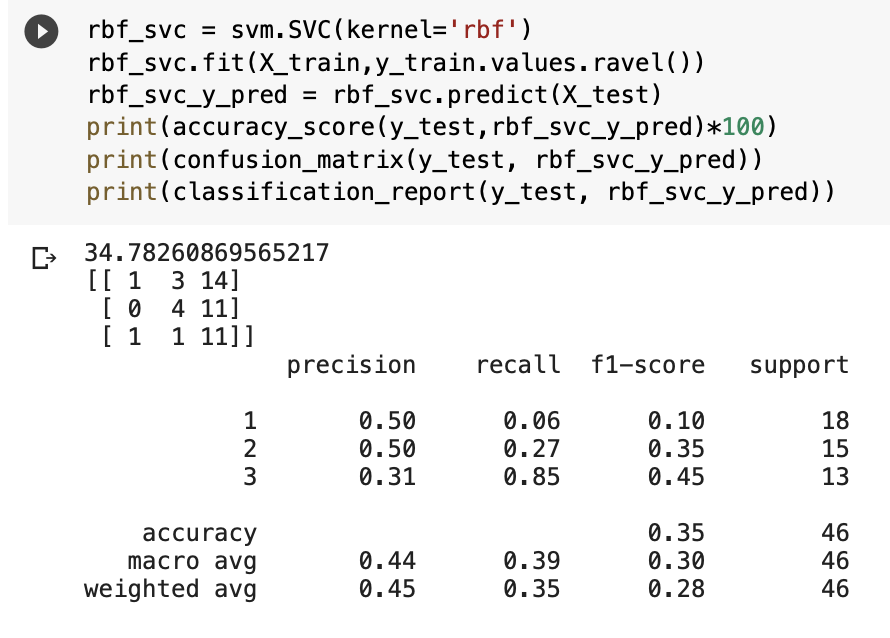 rbf_svc = svm.SVC(kernel='rbf')
rbf_svc.fit(X_train,y_train.values.ravel())
rbf_svc_y_pred = rbf_svc.predict(X_test)
print(accuracy_score(y_test,rbf_svc_y_pred)*100)
print(confusion_matrix(y_test, rbf_svc_y_pred))
print(classification_report(y_test, rbf_svc_y_pred))
34.78260869565217
[[ 1  3 14]
 [ 0  4 11]
 [ 1  1 11]]
              precision    recall  f1-score   support
           1       0.50      0.06      0.10        18
           2       0.50      0.27      0.35        15
           3       0.31      0.85      0.45        13
    accuracy                           0.35        46
   macro avg       0.44      0.39      0.30        46
weighted avg       0.45      0.35      0.28        46